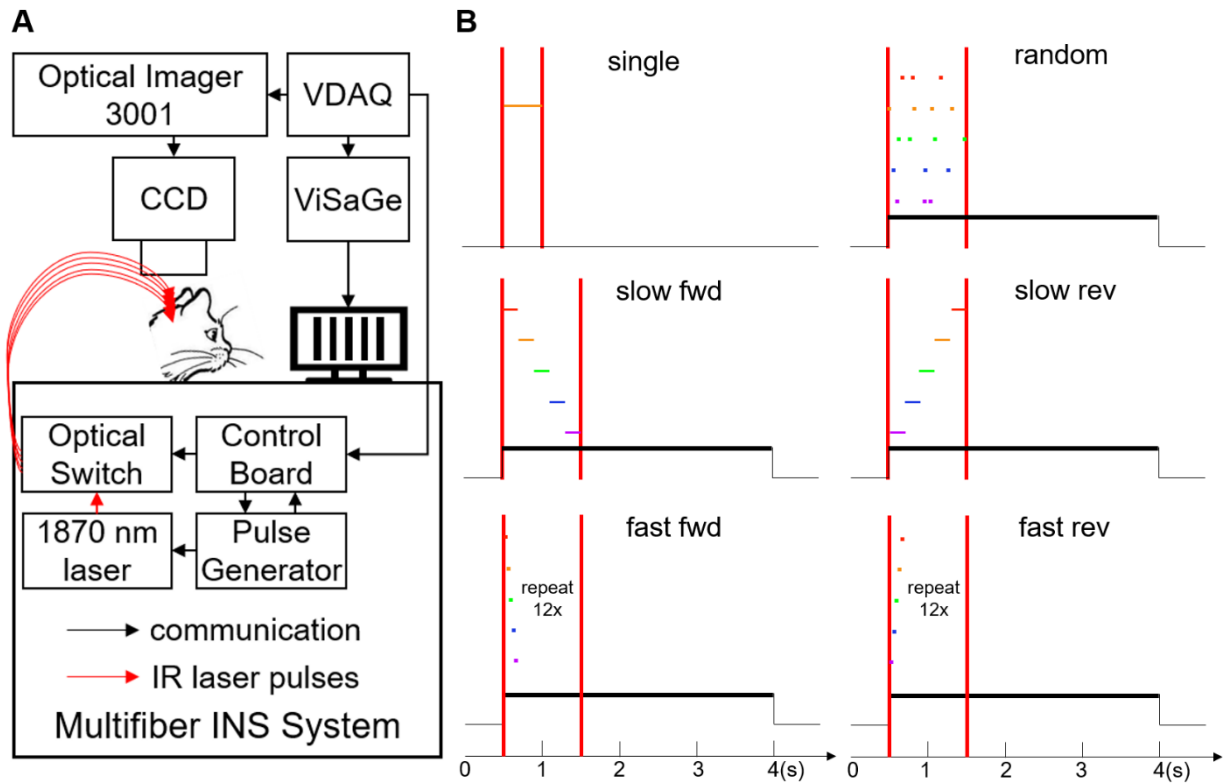 A
Optical Imager
3001
VDAQ
CCD
ViSaGe
Optical
Switch
Control
Board
1870 nm
laser
Pulse
Generator
communication
IR laser pulses
Multifiber INS System
B
single
random
slow fwd
slow rev
fast fwd
repeat
12x
fast rev
repeat
12x
0 1 2 3 4(s)
0 1 2 3 4(s)